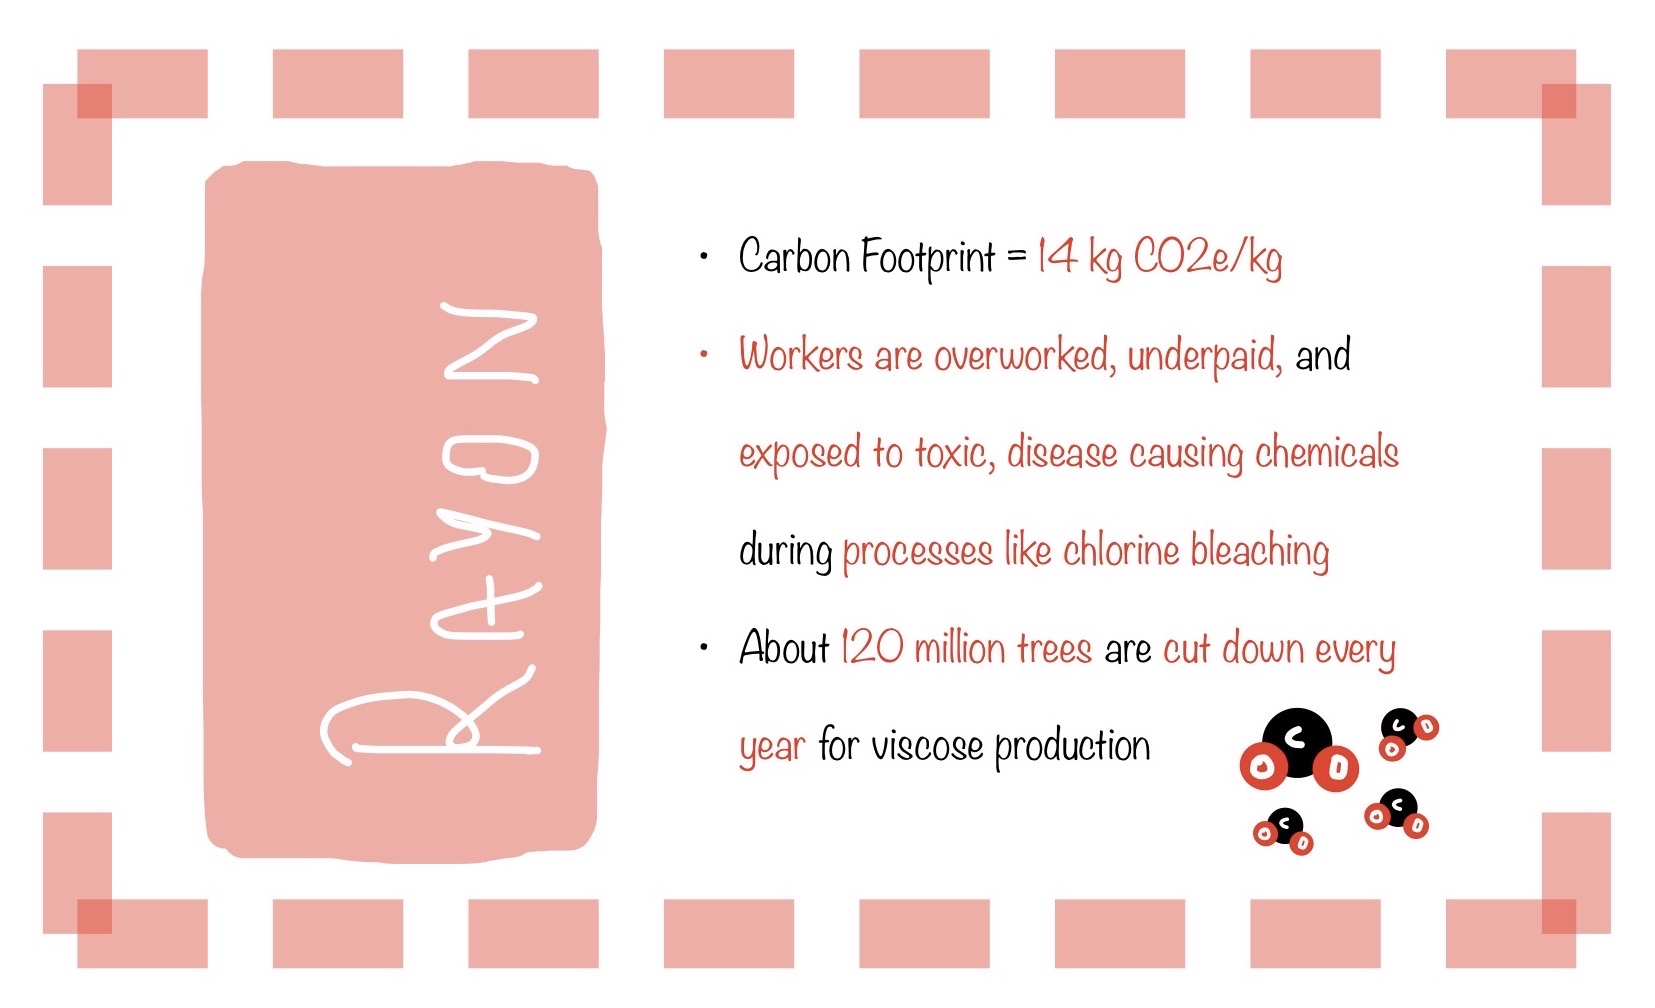 Rayon
• Carbon Footprint = 14 kg CO2e/kg
• Workers are overworked, underpaid, and
exposed to toxic, disease causing chemicals
during processes like chlorine bleaching
• About 120 million trees are cut down every
year for viscose production
C
O O
C O
O
C
O O
C
O O